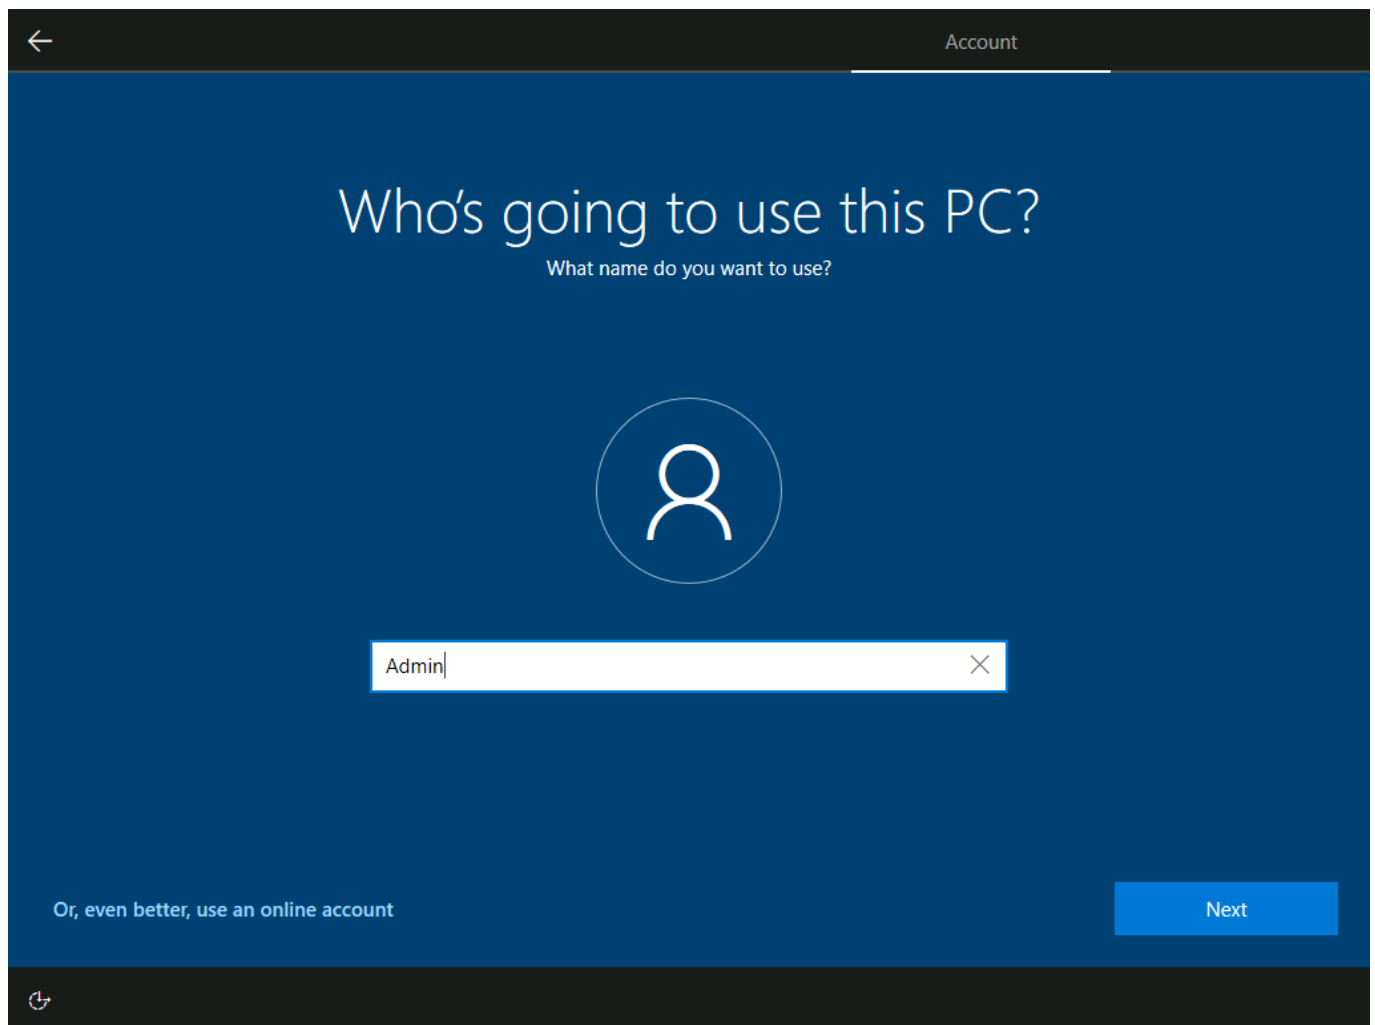 Account
Who's going to use this PC?
What name do you want to use?
Admin
Or, even better, use an online account
Next